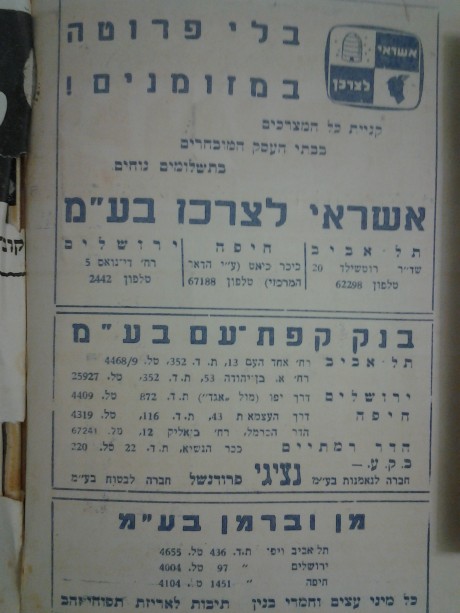 בלי פרוטה
במזומנים!
אשראי
לצרכן
קניית כל המצרכים
בבתי העסק המובחרים
בתשלומים נוחים
אשראי לצרכן בע"מ
תל-אביב
שד"ר רוטשילד 20
טלפון 62298
חיפה
כיכר פאריס (ע"י הדאר
המרכזי) טלפון 67188
ירושלים
רח'
טלפון 2442
בנק קפת-עם בע"מ
תל-אביב רח' אחד העם 13, ת. ד. 352, טל. 4468/9
רח' א. בן-יהודה 53, ת.ד. 352, טל. 25927
ירושלים דרך יפו (מול ת.ד. 872 טל. 4409
חיפה דרך העצמאות 43, ת.ד. 116, טל. 4319
הדר הכרמל, רח' ביאליק 12, טל. 67241
הדר רמתיים ככר הנשיא, ת.ד. 22 טל. 220
ב.ק.ע. —
חברה לנאמנות בע"מ נציגי פרודנשל חברה לבטוח בע"מ
מן וברמן בע"מ
תל-אביב ויפו ת.ד. 436 טל. 4655
ירושלים " 97 טל. 4004
חיפה " 1451 טל. 4104
כל מיני עצים וחמרי בנין תיבות לאריזת תפוחי-זהב